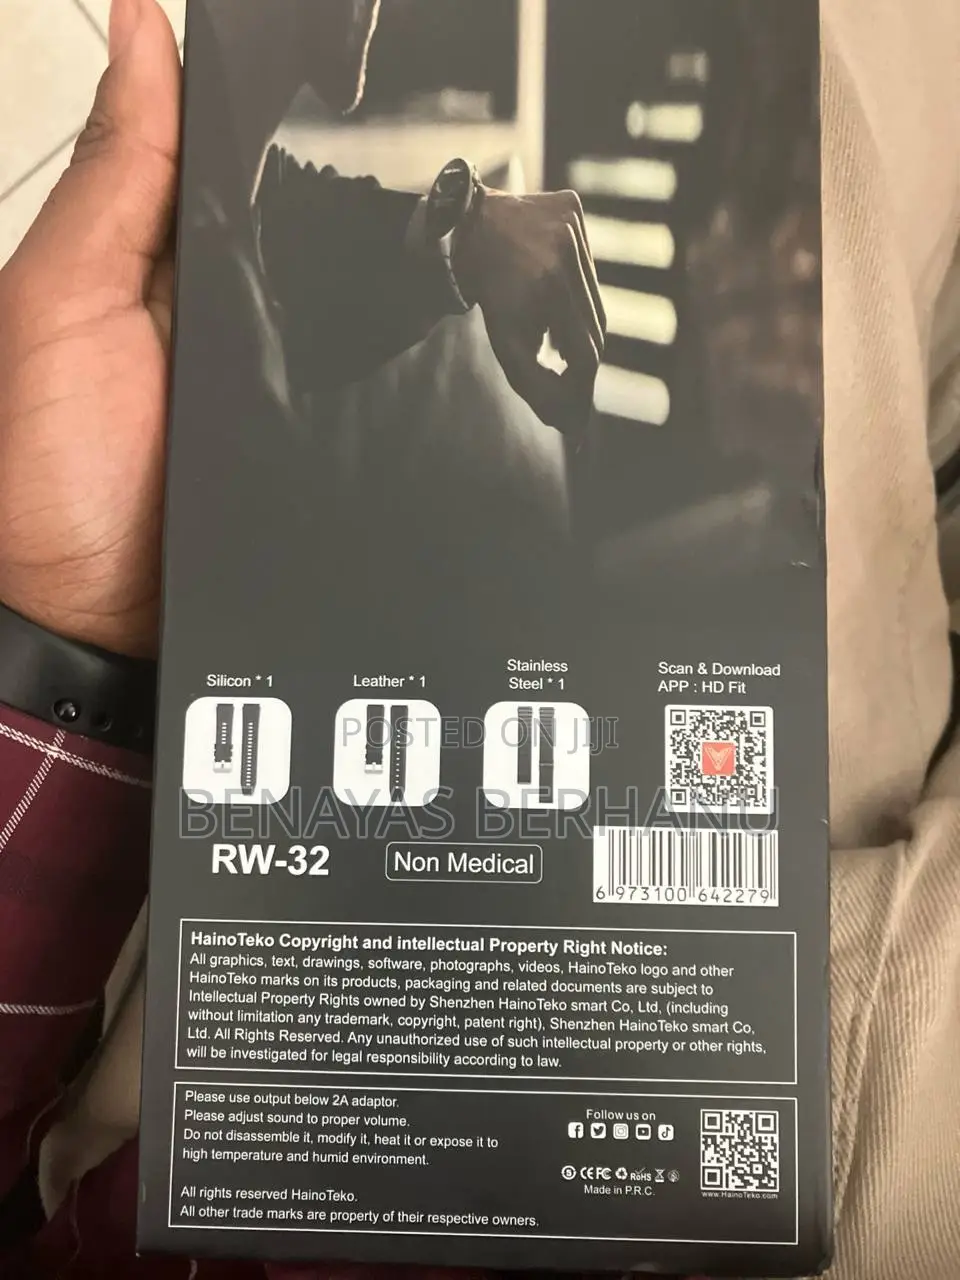 Silicon * 1
Leather * 1
Stainless
Steel * 1
Scan & Download
APP : HD Fit
POSTED ON JIJI
BENAYAS BERHANU
RW-32
Non Medical
6 973100 642279
HainoTeko Copyright and intellectual Property Right Notice:
All graphics, text, drawings, software, photographs, videos, HainoTeko logo and other
HainoTeko marks on its products, packaging and related documents are subject to
Intellectual Property Rights owned by Shenzhen HainoTeko smart Co, Ltd, (including
without limitation any trademark, copyright, patent right), Shenzhen HainoTeko smart Co,
Ltd. All Rights Reserved. Any unauthorized use of such intellectual property or other rights,
will be investigated for legal responsibility according to law.
Please use output below 2A adaptor.
Please adjust sound to proper volume.
Do not disassemble it, modify it, heat it or expose it to
high temperature and humid environment.
All rights reserved HainoTeko.
All other trade marks are property of their respective owners.
Follow us on
CE FC RoHS
Made in P.R.C.
www.HainoTeko.com